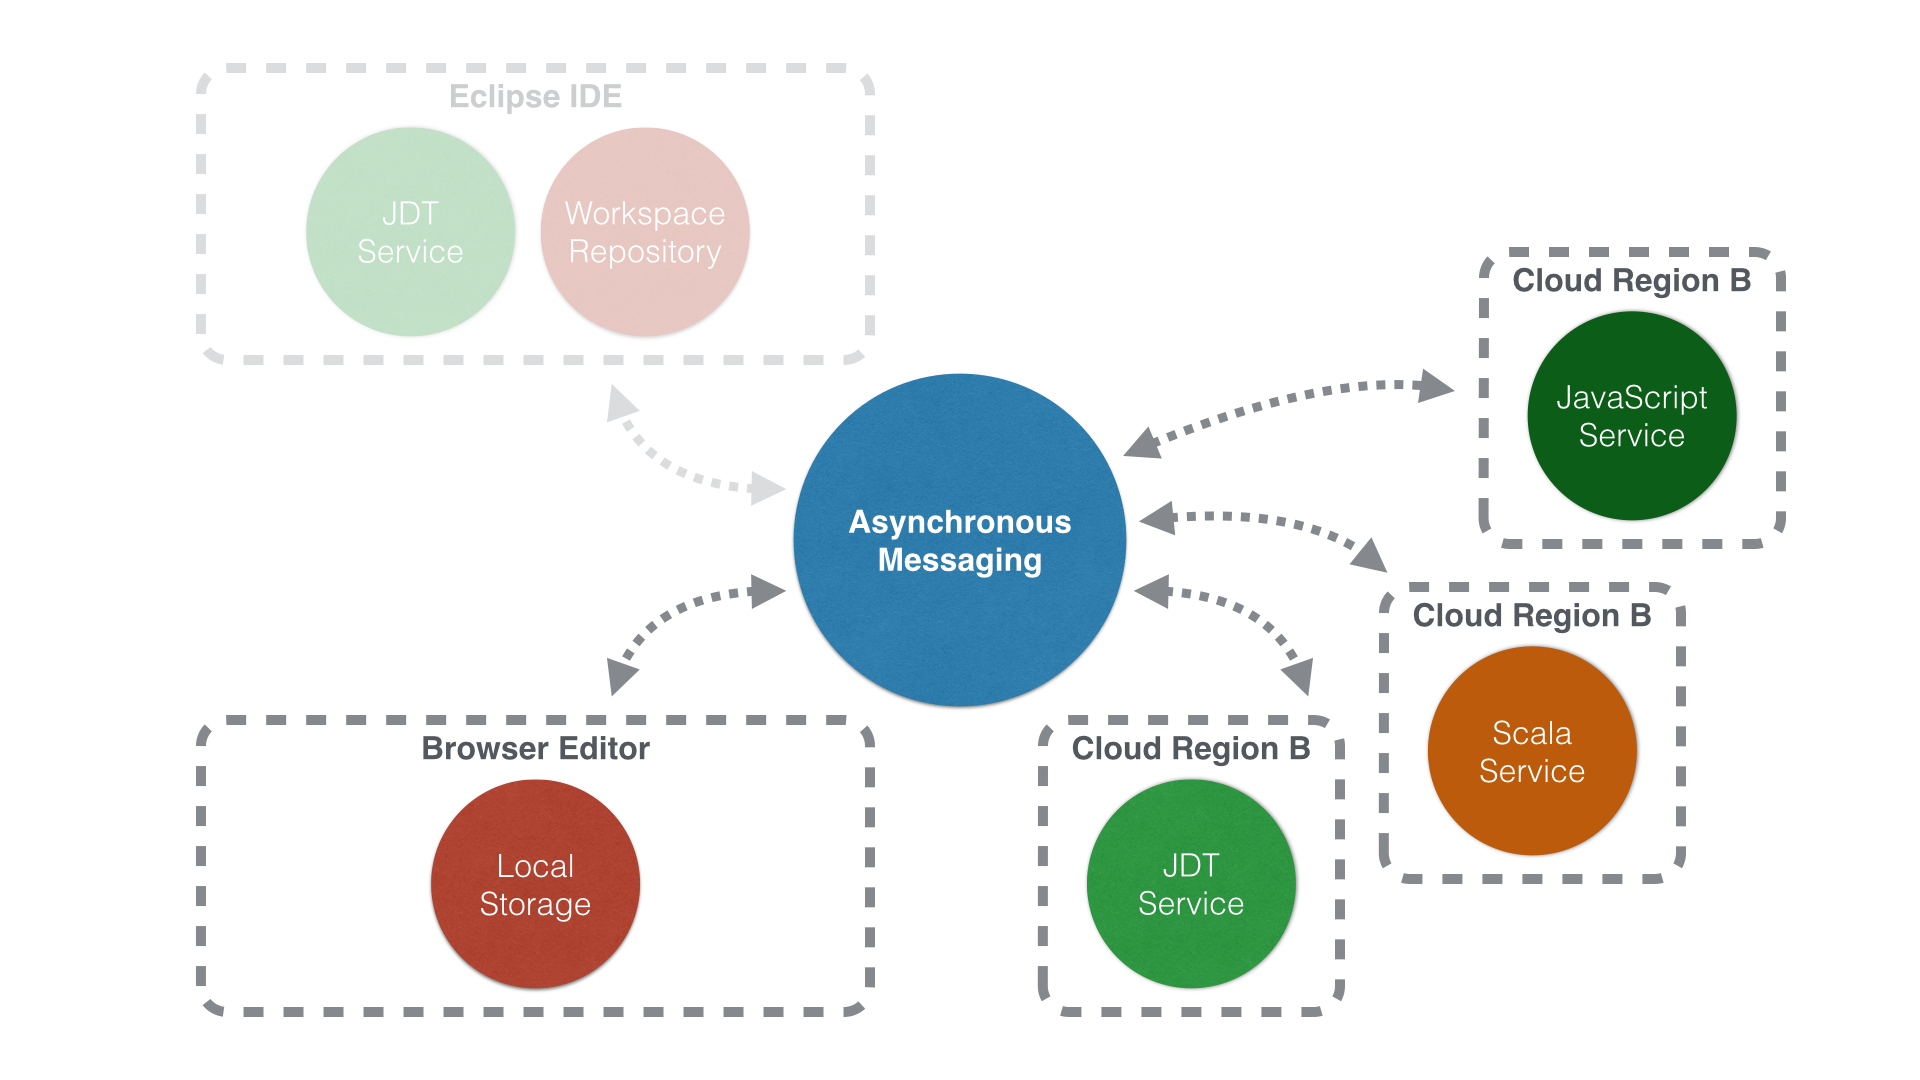 Eclipse IDE
JDT
Service
Workspace
Repository
Cloud Region B
JavaScript
Service
Asynchronous
Messaging
Cloud Region B
Scala
Service
Browser Editor
Local
Storage
Cloud Region B
JDT
Service